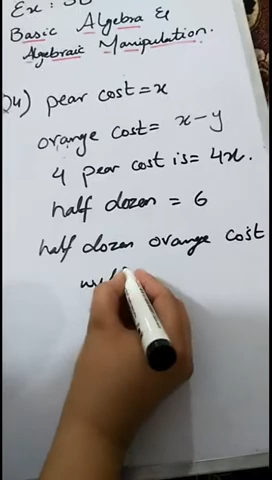 Ex:
Basic Algebra &
Algebraic Manipulation.
Q4) pear cost = x
orange cost = x - y
4 pear cost is = 4x.
half dozen = 6
half dozen orange cost